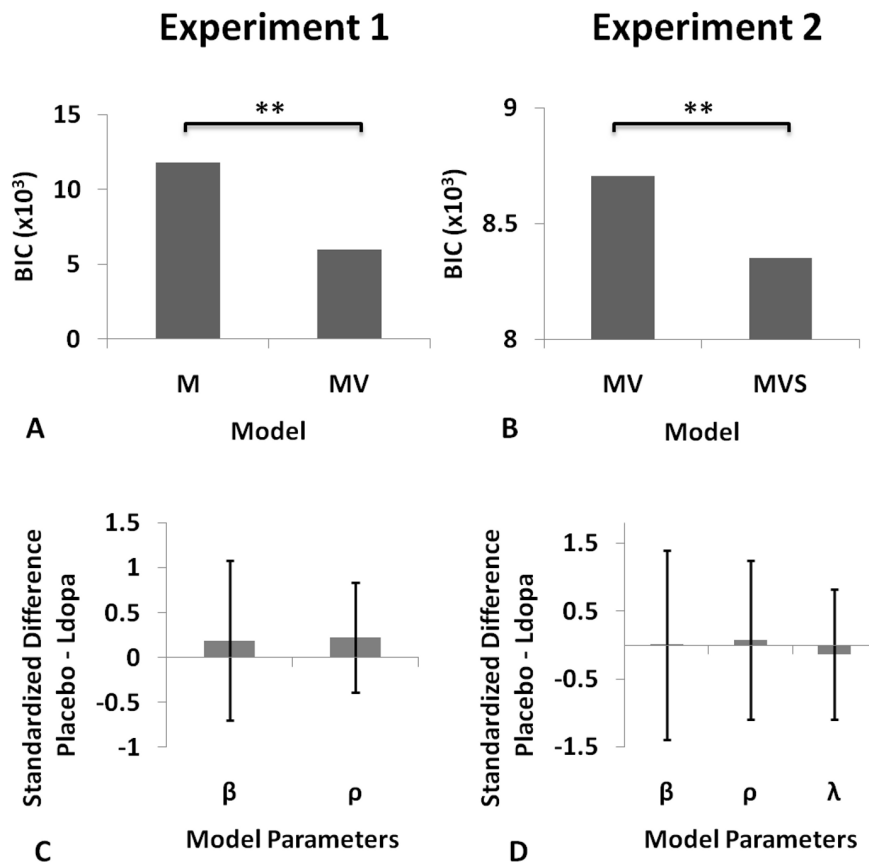 Experiment 1
Experiment 2
**
15
10
5
0
BIC (x10³)
M MV
A
Model
**
9
8.5
8
BIC (x10³)
MV MVS
B
Model
1.5
1
0.5
0
-0.5
-1
Standardized Difference
Placebo - Ldopa
β ρ
C
Model Parameters
1.5
0.5
-0.5
-1.5
Standardized Difference
Placebo - Ldopa
β ρ λ
D
Model Parameters